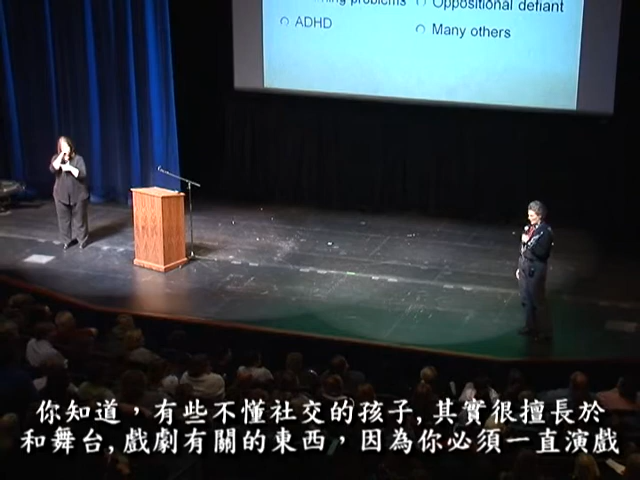 problems
Oppositional defiant
ADHD
Many others
你知道，有些不懂社交的孩子,其實很擅長於
和舞台,戲劇有關的東西，因為你必須一直演戲